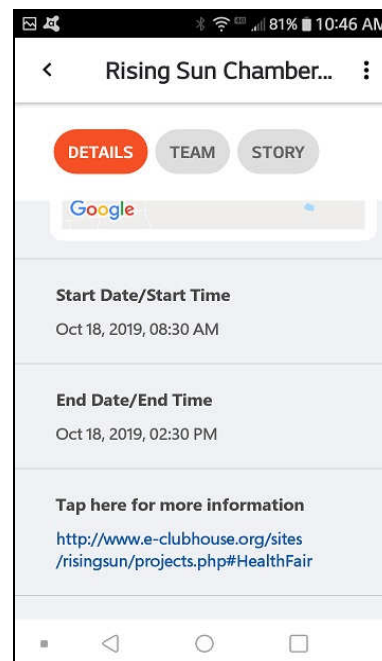 81% 10:46 AM
Rising Sun Chamber...
DETAILS TEAM STORY
Google
Start Date/Start Time
Oct 18, 2019, 08:30 AM
End Date/End Time
Oct 18, 2019, 02:30 PM
Tap here for more information
http://www.e-clubhouse.org/sites
/risingsun/projects.php#HealthFair